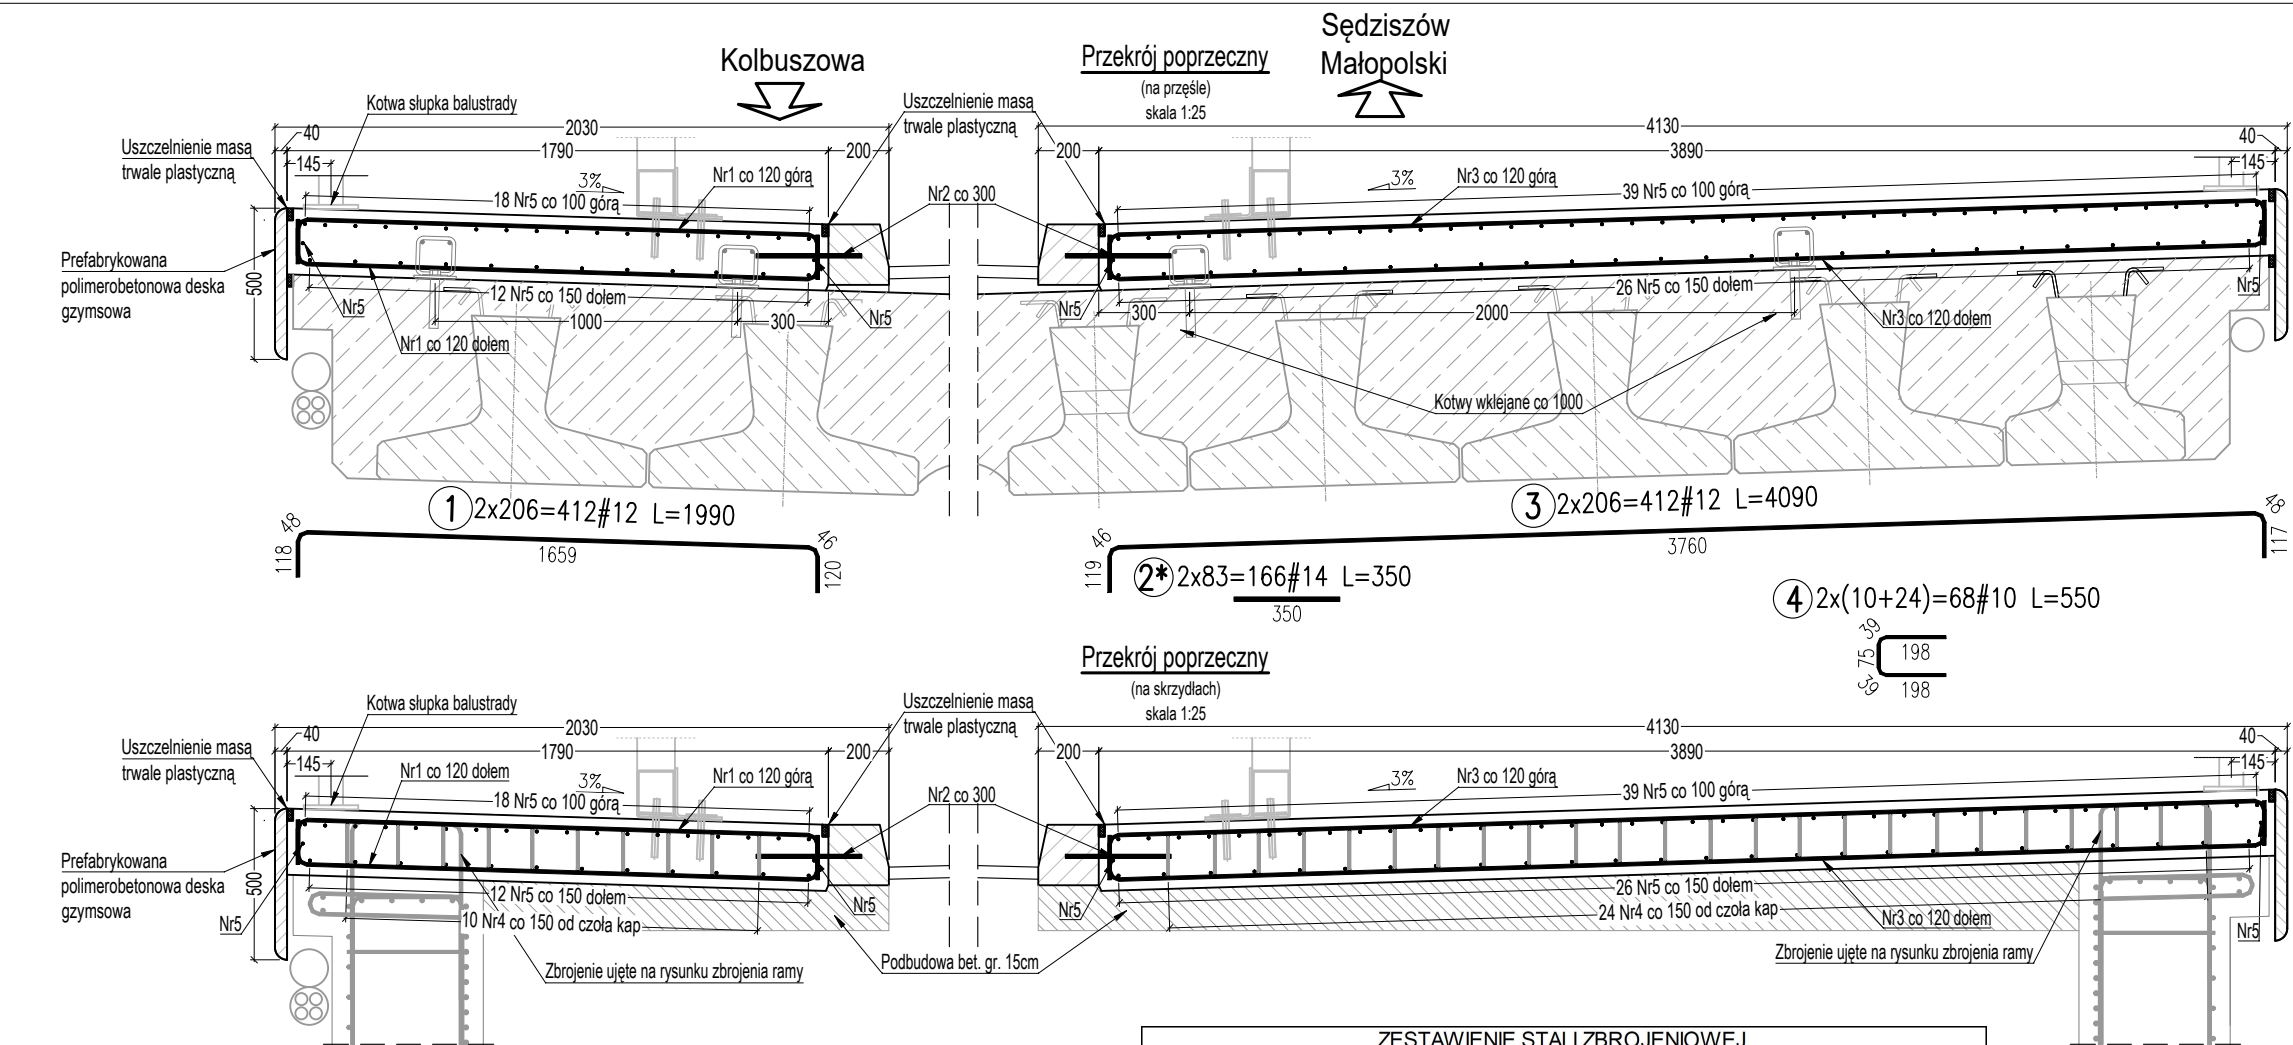 Kolbuszowa
Przekrój poprzeczny
(na przęśle)
skala 1:25
Sędziszów
Małopolski
Kotwa słupka balustrady
Uszczelnienie masą
trwale plastyczną
Uszczelnienie masą
trwale plastyczną
2030
4130
40
1790
200
200
3890
40
145
145
3%
3%
18 Nr5 co 100 górą
Nr1 co 120 górą
Nr2 co 300
Nr3 co 120 górą
39 Nr5 co 100 górą
Prefabrykowana
polimerobetonowa deska
gzymsowa
500
Nr5
12 Nr5 co 150 dołem
Nr5
Nr5
26 Nr5 co 150 dołem
Nr5
1000
300
300
2000
Nr1 co 120 dołem
Nr3 co 120 dołem
Kotwy wklejane co 1000
1 2x206=412#12 L=1990
48
118
1659
46
120
3 2x206=412#12 L=4090
46
119
3760
48
117
2* 2x83=166#14 L=350
350
4 2x(10+24)=68#10 L=550
39
75
39
198
198
Przekrój poprzeczny
(na skrzydłach)
skala 1:25
Kotwa słupka balustrady
Uszczelnienie masą
trwale plastyczną
Uszczelnienie masą
trwale plastyczną
2030
4130
40
1790
200
200
3890
40
145
145
Nr1 co 120 dołem
3%
3%
18 Nr5 co 100 górą
Nr1 co 120 górą
Nr2 co 300
Nr3 co 120 górą
39 Nr5 co 100 górą
Prefabrykowana
polimerobetonowa deska
gzymsowa
500
Nr5
12 Nr5 co 150 dołem
Nr5
10 Nr4 co 150 od czoła kap
Nr5
26 Nr5 co 150 dołem
24 Nr4 co 150 od czoła kap
Nr3 co 120 dołem
Nr5
Zbrojenie ujęte na rysunku zbrojenia ramy
Podbudowa bet. gr. 15cm
Zbrojenie ujęte na rysunku zbrojenia ramy
ZESTAWIENIE STALI ZBROJENIOWEJ